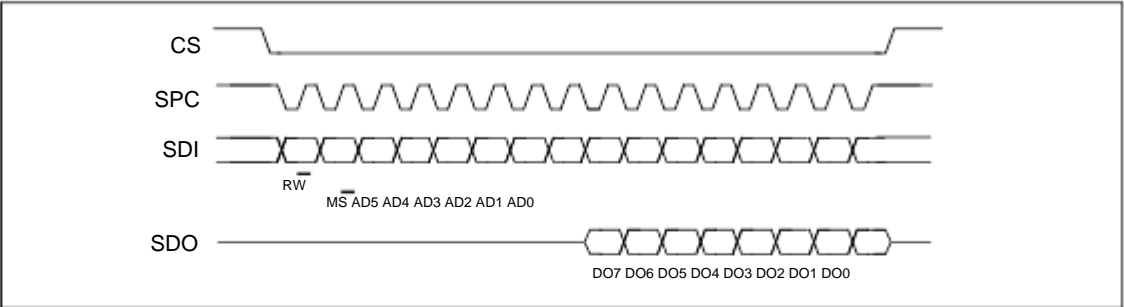 CS
SPC
SDI
RW
MS AD5 AD4 AD3 AD2 AD1 AD0
SDO
DO7 DO6 DO5 DO4 DO3 DO2 DO1 DO0